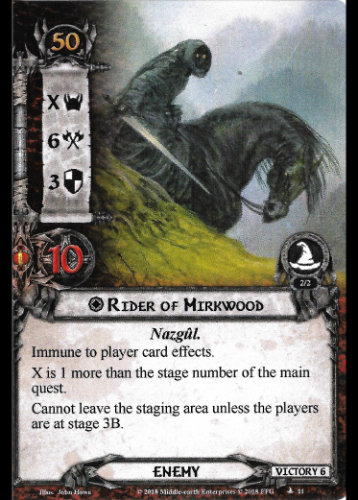 50
X
6
3
10
2/2
RIDER OF MIRKWOOD
Nazgûl.
Immune to player card effects.
X is 1 more than the stage number of the main
quest.
Cannot leave the staging area unless the players
are at stage 3B.
ENEMY
VICTORY 6
Illus. John Howe
© 2018 Middle-earth Enterprises © 2018 FFG
31